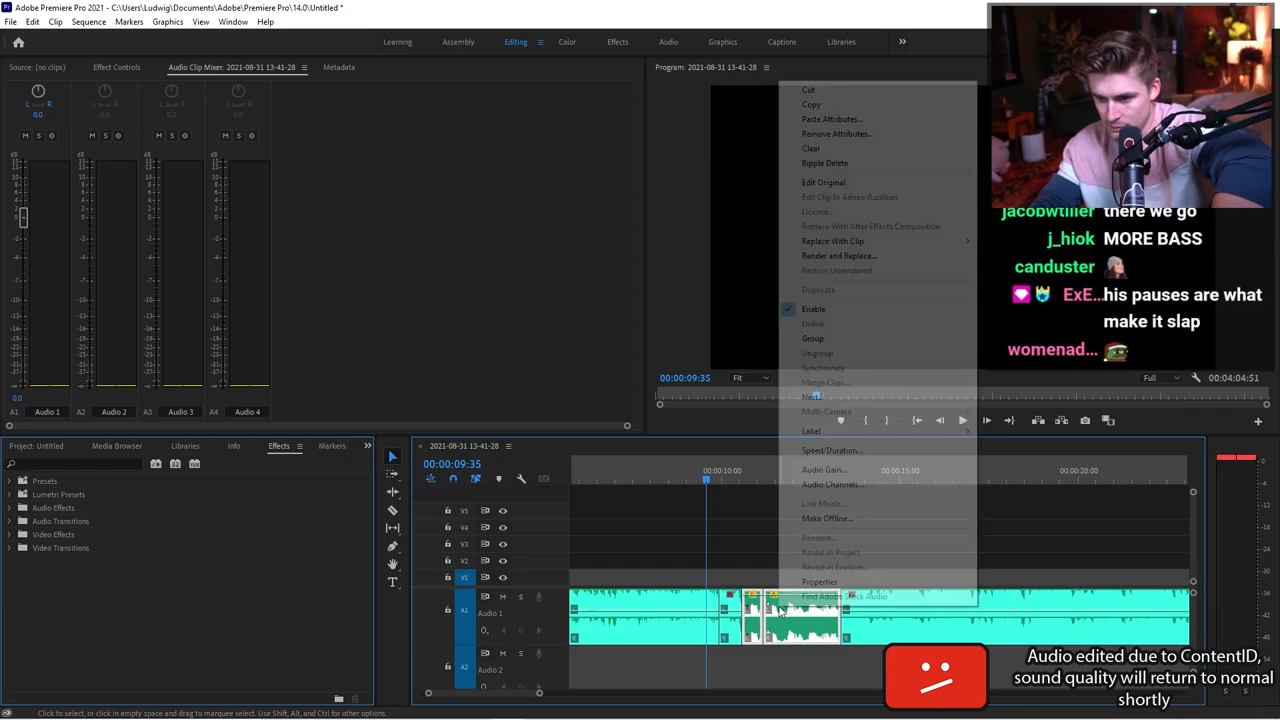 Adobe Premiere Pro 2021 - C:\Users\Ludwig\Documents\Adobe\Premiere Pro\14.0\Untitled *
File Edit Clip Sequence Markers Graphics View Window Help
Learning Assembly Editing Color Effects Audio Graphics Captions Libraries
Source: (no clips) Effect Controls Audio Clip Mixer: 2021-08-31 13-41-28 Metadata
Program: 2021-08-31 13-41-28
L R
0.0 0.0 0.0 0.0
M S M S M S M S
dB dB dB dB
0.0
A1 Audio 1 A2 Audio 2 A3 Audio 3 A4 Audio 4
Cut
Copy
Paste Attributes...
Remove Attributes...
Clear
Ripple Delete
Edit Original
Edit Clip In Adobe Audition
License...
Replace With After Effects Composition
Replace With Clip
Render and Replace...
Restore Unrendered
Duplicate
Enable
Unlink
Group
Ungroup
Synchronize
Merge Clips...
Multi-Camera
Label
Speed/Duration...
Audio Gain...
Audio Channels...
Link Media...
Make Offline...
Rename...
Reveal in Project
Reveal in Explorer...
Properties
Find Adobe Stock Audio
jacobwtiller there we go
j_hiok MORE BASS
canduster
ExE... his pauses are what
make it slap
womenad...
00:00:09:35 Fit Full 00:04:04:51
Project: Untitled Media Browser Libraries Info Effects Markers
Presets
Lumetri Presets
Audio Effects
Audio Transitions
Video Effects
Video Transitions
2021-08-31 13-41-28
00:00:09:35
00:00:10:00 00:00:15:00 00:00:20:00
V5
V4
V3
V2
V1
A1 M S
Audio 1
A2 M S
Audio 2
Audio edited due to ContentID,
sound quality will return to normal
shortly
Click to select, or click in empty space and drag to marquee select. Use Shift, Alt, and Ctrl for other options.